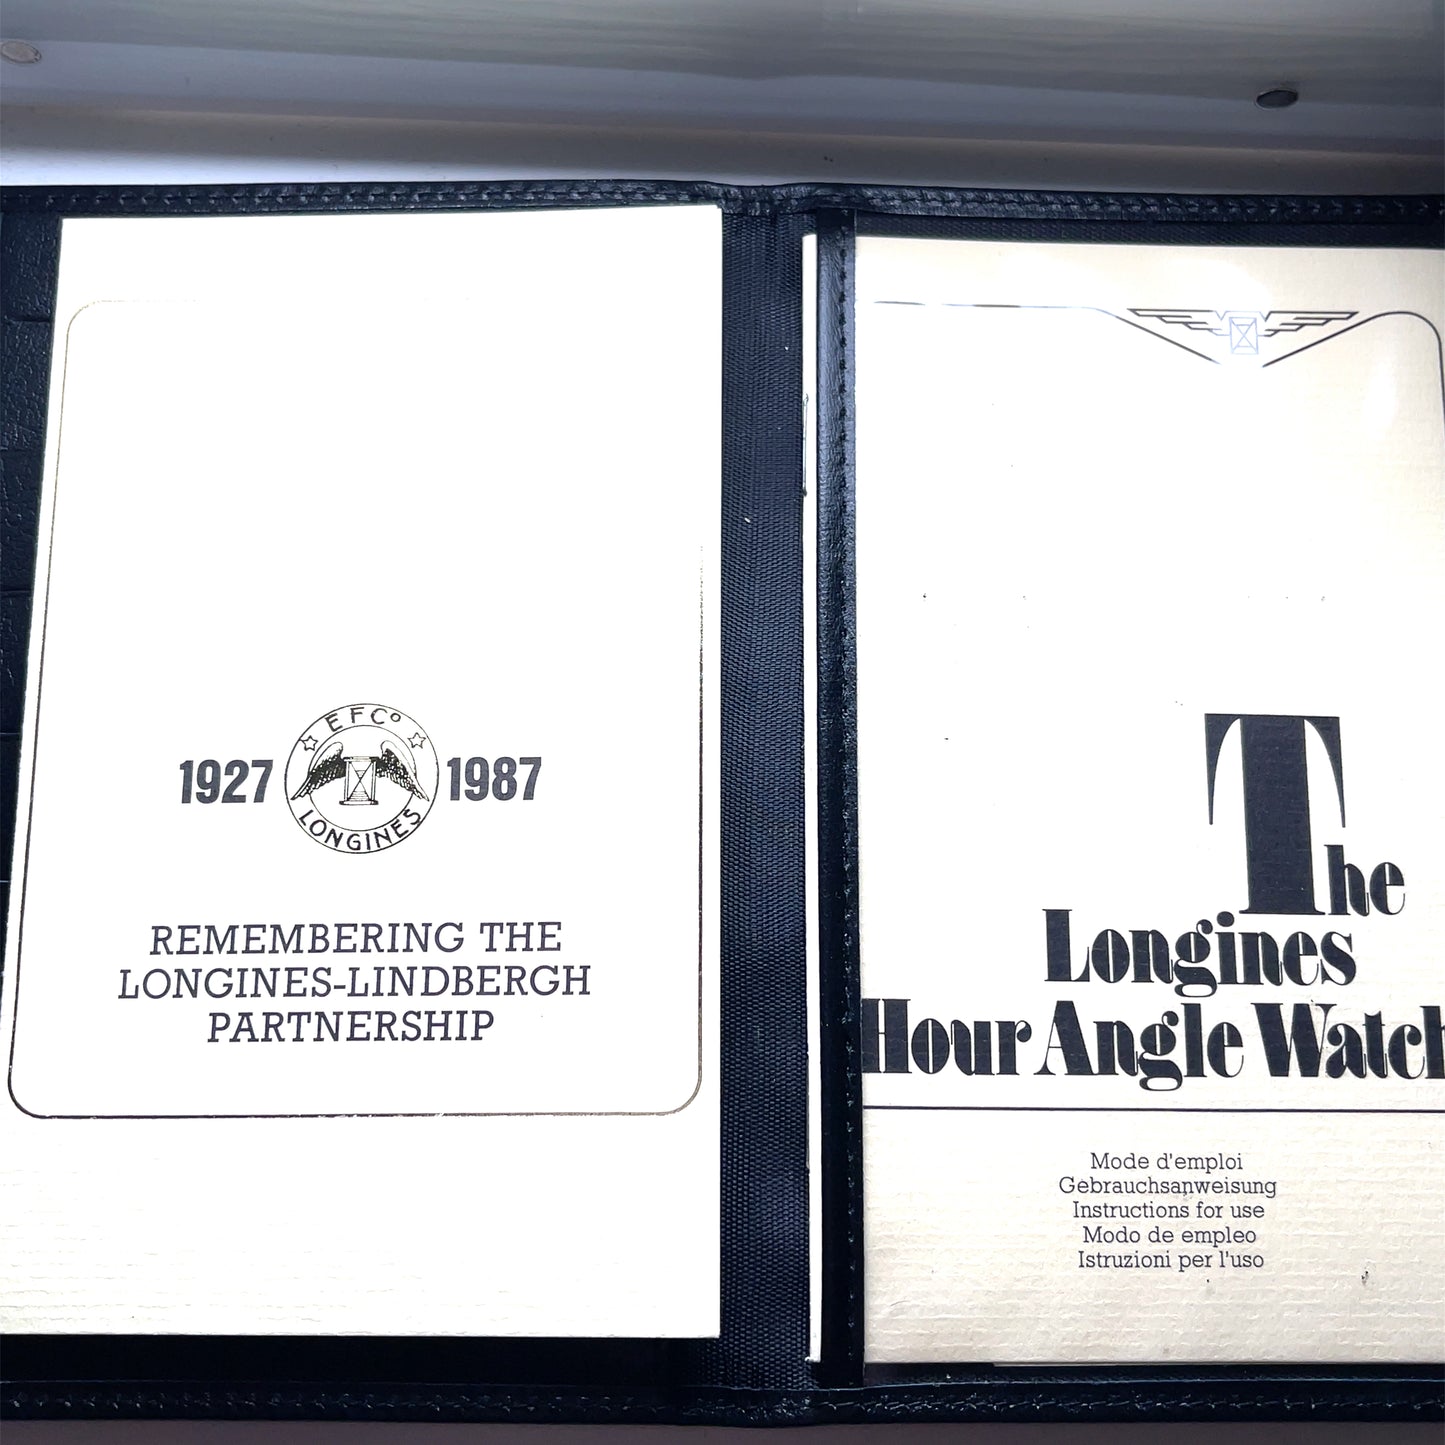 EFCo
1927 1987
LONGINES
REMEMBERING THE
LONGINES-LINDBERGH
PARTNERSHIP
The
Longines
Hour Angle Watch
Mode d'emploi
Gebrauchsanweisung
Instructions for use
Modo de empleo
Istruzioni per l'uso